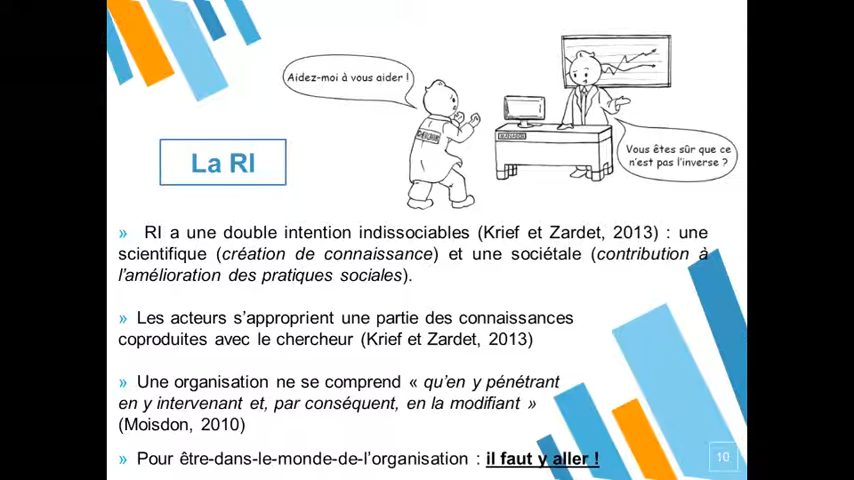 Aidez-moi à vous aider !
Vous êtes sûr que ce
n'est pas l'inverse ?
La RI
» RI a une double intention indissociables (Krief et Zardet, 2013) : une
scientifique (création de connaissance) et une sociétale (contribution à
l'amélioration des pratiques sociales).
» Les acteurs s'approprient une partie des connaissances
coproduites avec le chercheur (Krief et Zardet, 2013)
» Une organisation ne se comprend « qu'en y pénétrant
en y intervenant et, par conséquent, en la modifiant »
(Moisdon, 2010)
» Pour être-dans-le-monde-de-l'organisation : il faut y aller !
10